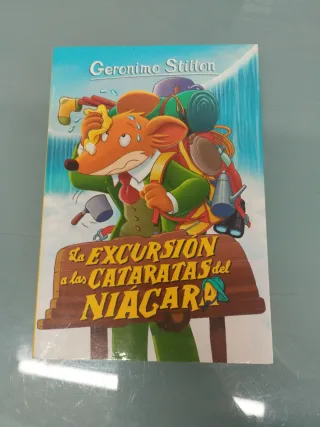 Geronimo Stilton
La EXCURSIÓN
a las CATARATAS del
NIÁGARA